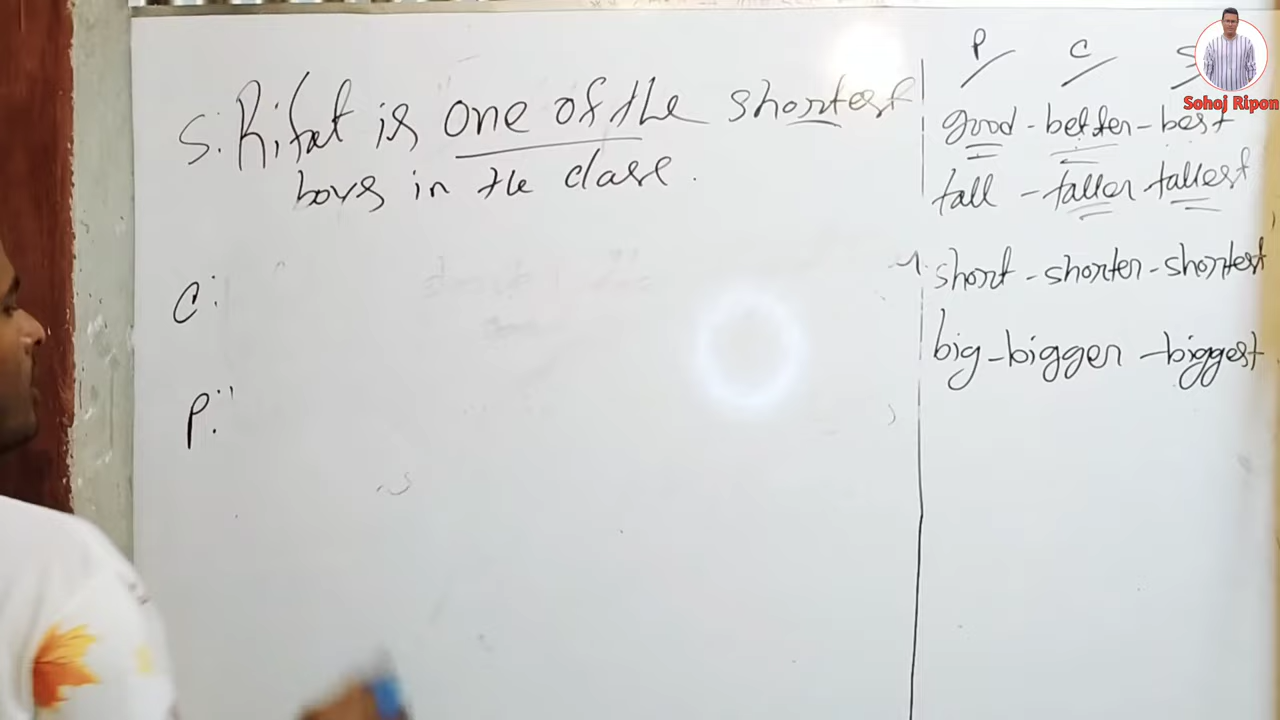 S: Rifat is one of the shortest
boys in the class.
C:
P:
P C S
good - better - best
tall - taller tallest
short - shorter - shortest
big - bigger - biggest
Sohoj Ripon